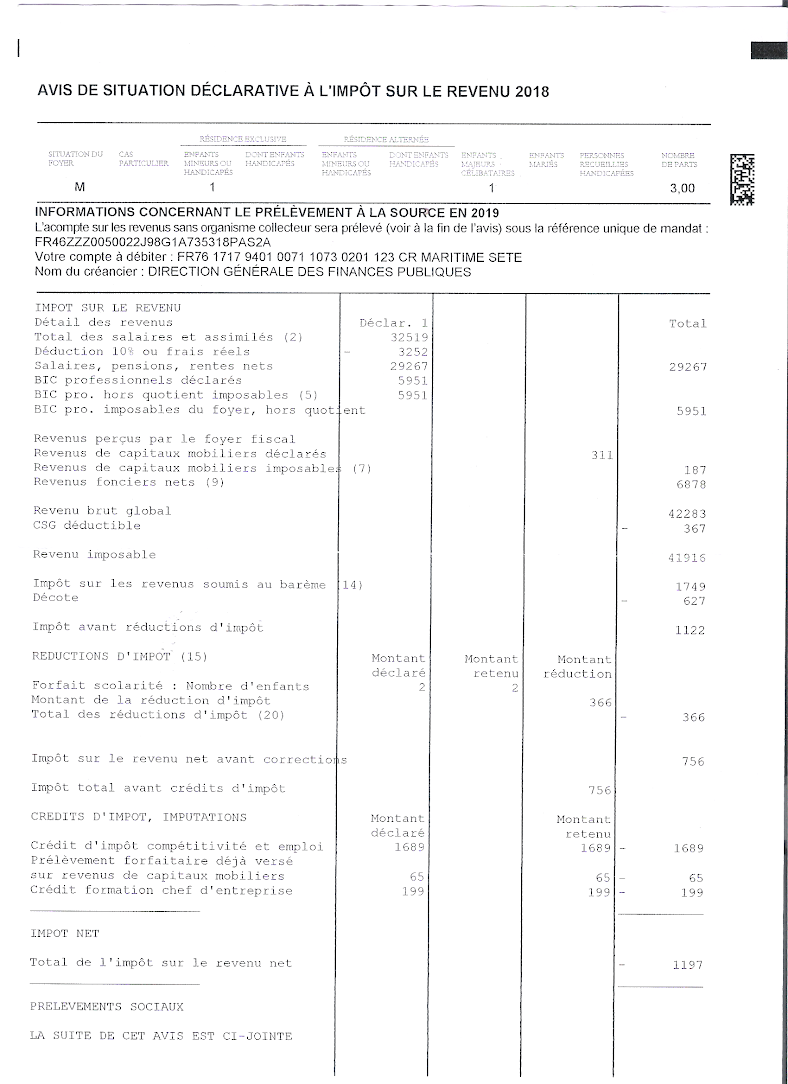 AVIS DE SITUATION DÉCLARATIVE À L'IMPÔT SUR LE REVENU 2018
RÉSIDENCE EXCLUSIVE RÉSIDENCE ALTERNÉE
SITUATION DU FOYER CAS PARTICULIER ENFANTS MINEURS OU HANDICAPÉS DONT ENFANTS HANDICAPÉS ENFANTS MINEURS OU HANDICAPÉS DONT ENFANTS HANDICAPÉS ENFANTS MAJEURS CÉLIBATAIRES ENFANTS MARIÉS PERSONNES RECUEILLIES HANDICAPÉES NOMBRE DE PARTS
M 1 1 3,00
INFORMATIONS CONCERNANT LE PRÉLÈVEMENT À LA SOURCE EN 2019
L'acompte sur les revenus sans organisme collecteur sera prélevé (voir à la fin de l'avis) sous la référence unique de mandat :
FR46ZZZ0050022J98G1A735318PAS2A
Votre compte à débiter : FR76 1717 9401 0071 1073 0201 123 CR MARITIME SETE
Nom du créancier : DIRECTION GÉNÉRALE DES FINANCES PUBLIQUES
IMPOT SUR LE REVENU
Détail des revenus Déclar. 1 Total
Total des salaires et assimilés (2) 32519
Déduction 10% ou frais réels - 3252
Salaires, pensions, rentes nets 29267 29267
BIC professionnels déclarés 5951
BIC pro. hors quotient imposables (5) 5951
BIC pro. imposables du foyer, hors quotient 5951
Revenus perçus par le foyer fiscal
Revenus de capitaux mobiliers déclarés 311
Revenus de capitaux mobiliers imposables (7) 187
Revenus fonciers nets (9) 6878
Revenu brut global 42283
CSG déductible - 367
Revenu imposable 41916
Impôt sur les revenus soumis au barème (14) 1749
Décote - 627
Impôt avant réductions d'impôt 1122
REDUCTIONS D'IMPOT (15) Montant Montant Montant
déclaré retenu réduction
Forfait scolarité : Nombre d'enfants 2 2
Montant de la réduction d'impôt 366
Total des réductions d'impôt (20) - 366
Impôt sur le revenu net avant corrections 756
Impôt total avant crédits d'impôt 756
CREDITS D'IMPOT, IMPUTATIONS Montant Montant
déclaré retenu
Crédit d'impôt compétitivité et emploi 1689 1689 - 1689
Prélèvement forfaitaire déjà versé
sur revenus de capitaux mobiliers 65 65 - 65
Crédit formation chef d'entreprise 199 199 - 199
IMPOT NET
Total de l'impôt sur le revenu net - 1197
PRELEVEMENTS SOCIAUX
LA SUITE DE CET AVIS EST CI-JOINTE